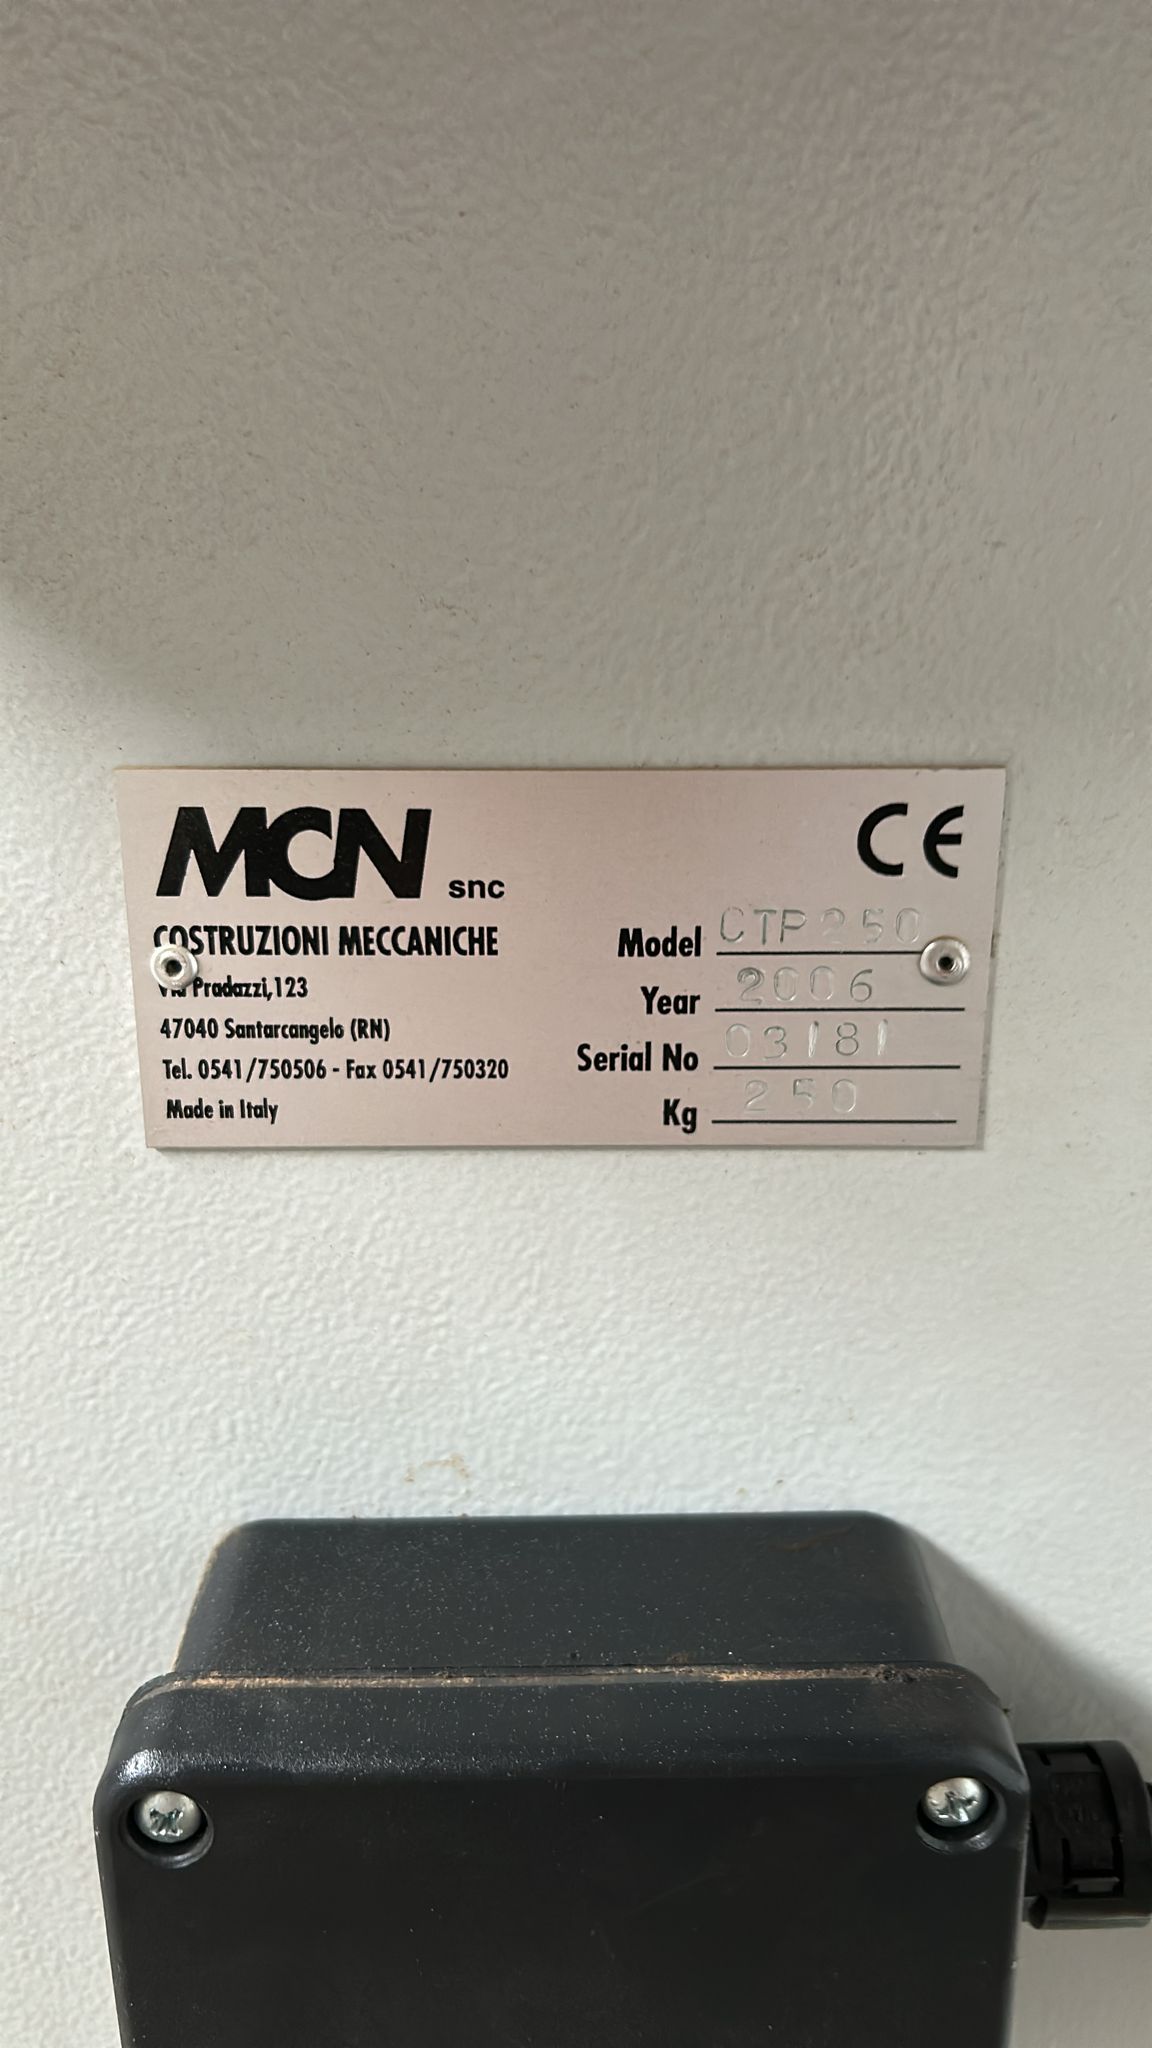 MCN snc
COSTRUZIONI MECCANICHE
Via Pradazzi,123
47040 Santarcangelo (RN)
Tel. 0541/750506 - Fax 0541/750320
Made in Italy
CE
Model CTP250
Year 2006
Serial No 03181
Kg 250